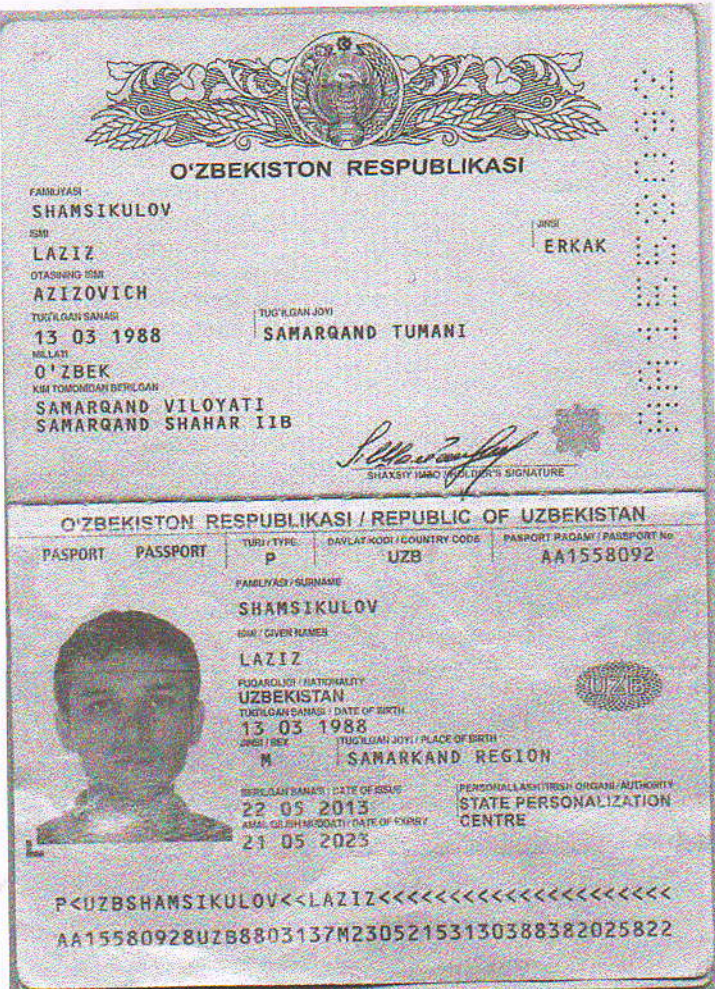 O'ZBEKISTON RESPUBLIKASI
FAMILIYASI
SHAMSIKULOV
ISMI
LAZIZ
JINSI
ERKAK
OTASINING ISMI
AZIZOVICH
TUG'ILGAN SANASI
13 03 1988
TUG'ILGAN JOYI
SAMARQAND TUMANI
MILLATI
O'ZBEK
KIM TOMONIDAN BERILGAN
SAMARQAND VILOYATI
SAMARQAND SHAHAR IIB
SHAXSIY IMZO / HOLDER'S SIGNATURE
AA1558092
O'ZBEKISTON RESPUBLIKASI / REPUBLIC OF UZBEKISTAN
PASPORT PASSPORT
TURI / TYPE
P
DAVLAT KODI / COUNTRY CODE
UZB
PASPORT RAQAMI / PASSPORT No
AA1558092
FAMILIYASI / SURNAME
SHAMSIKULOV
ISMI / GIVEN NAMES
LAZIZ
FUQAROLIGI / NATIONALITY
UZBEKISTAN
TUG'ILGAN SANASI / DATE OF BIRTH
13 03 1988
JINSI / SEX
M
TUG'ILGAN JOYI / PLACE OF BIRTH
SAMARKAND REGION
UZB
BERILGAN SANASI / DATE OF ISSUE
22 05 2013
AMAL QILISH MUDDATI / DATE OF EXPIRY
21 05 2023
PERSONALLASHTIRISH ORGANI / AUTHORITY
STATE PERSONALIZATION
CENTRE
P<UZBSHAMSIKULOV<<LAZIZ<<<<<<<<<<<<<<<<<<<<<
AA15580928UZB8803137M23052153130388382025822